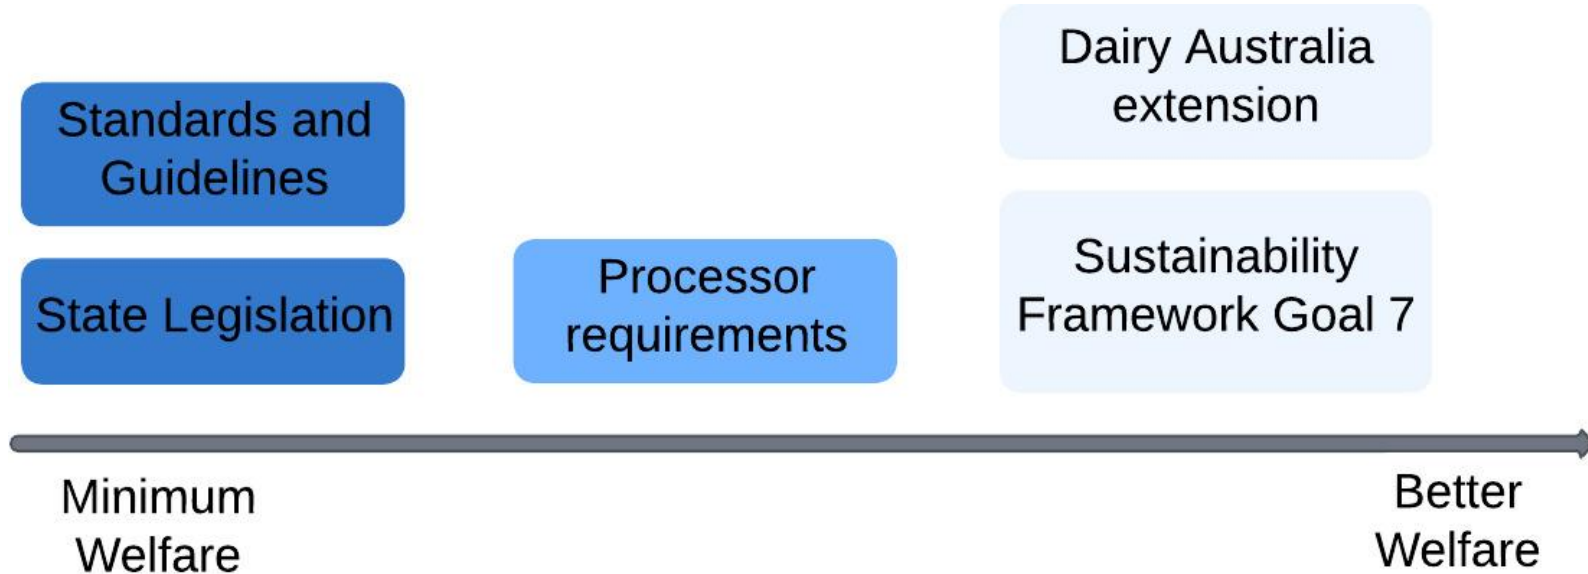 Standards and
Guidelines
State Legislation
Processor
requirements
Dairy Australia
extension
Sustainability
Framework Goal 7
Minimum
Welfare
Better
Welfare